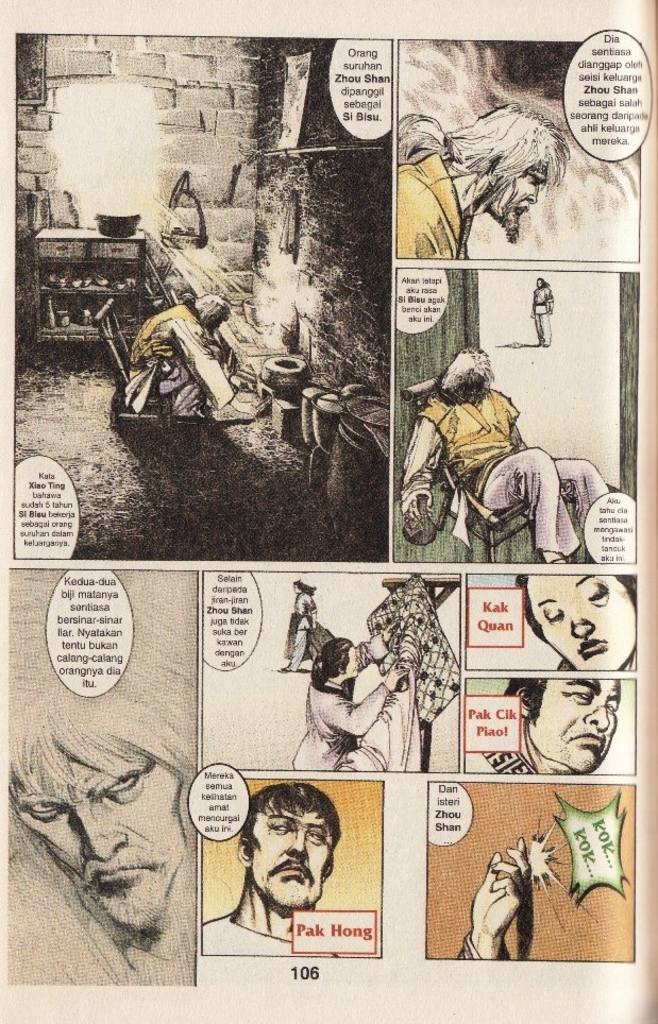 Orang
suruhan
Zhou Shan
dipanggil
sebagai
Si Bisu.
Dia
sentiasa
dianggap oleh
seisi keluarga
Zhou Shan
sebagai salah
seorang daripada
ahli keluarga
mereka.
Kata
Xiao Ting
bahawa
sudah 5 tahun
Si Bisu bekerja
sebagai orang
suruhan dalam
keluarganya.
Akan tetapi
aku rasa
Si Bisu agak
benci akan
aku ini.
Aku
tahu dia
sentiasa
mengawasi
tindak-
tanduk
aku ini.
Kedua-dua
biji matanya
sentiasa
bersinar-sinar
liar. Nyatakan
tentu bukan
calang-calang
orangnya dia
itu.
Selain
daripada
jiran-jiran
Zhou Shan
juga tidak
suka ber
kawan
dengan
aku.
Kak
Quan
Pak Cik
Piao!
Mereka
semua
kelihatan
amat
mencurgai
aku ini.
Pak Hong
Dan
isteri
Zhou
Shan
...
KOK...
KOK...
106